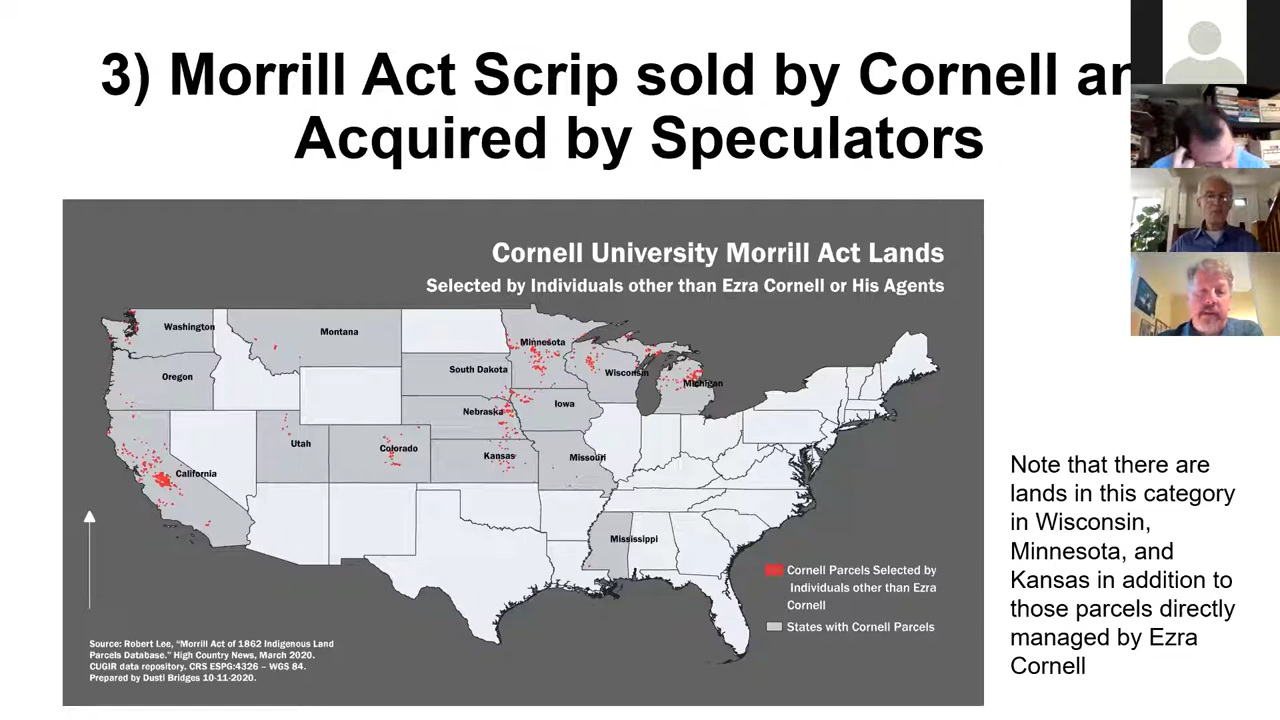 3) Morrill Act Scrip sold by Cornell an
Acquired by Speculators
Cornell University Morrill Act Lands
Selected by Individuals other than Ezra Cornell or His Agents
Washington
Montana
Minnesota
Oregon
South Dakota
Wisconsin
Michigan
Nebraska
Iowa
Utah
Colorado
Kansas
Missouri
California
Mississippi
Cornell Parcels Selected by
Individuals other than Ezra
Cornell
States with Cornell Parcels
Source: Robert Lee, “Morrill Act of 1862 Indigenous Land
Parcels Database.” High Country News, March 2020.
CUGIR data repository. CRS ESPG:4326 – WGS 84.
Prepared by Dusti Bridges 10-11-2020.
Note that there are
lands in this category
in Wisconsin,
Minnesota, and
Kansas in addition to
those parcels directly
managed by Ezra
Cornell